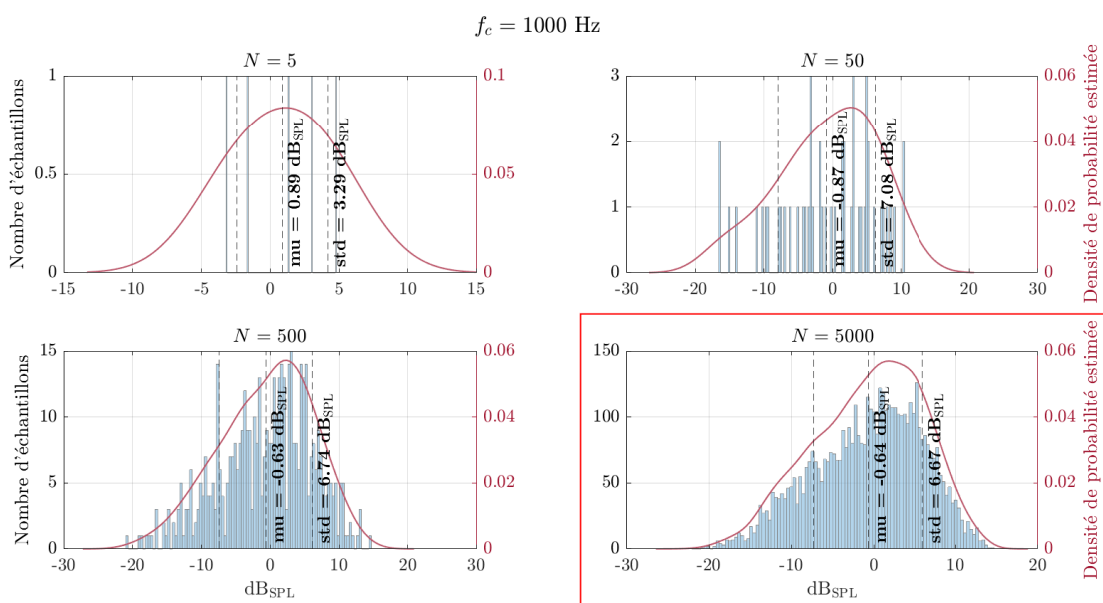 f_c = 1000 Hz
N = 5
Nombre d'échantillons
1
0.5
0
0.1
0.05
0
-15 -10 -5 0 5 10 15
mu = 0.89 dB_SPL
std = 3.29 dB_SPL
N = 50
3
2
1
0
0.06
0.04
0.02
0
Densité de probabilité estimée
-30 -20 -10 0 10 20 30
mu = -0.87 dB_SPL
std = 7.08 dB_SPL
N = 500
Nombre d'échantillons
15
10
5
0
0.06
0.04
0.02
0
-30 -20 -10 0 10 20 30
dB_SPL
mu = -0.63 dB_SPL
std = 6.74 dB_SPL
N = 5000
150
100
50
0
0.06
0.04
0.02
0
Densité de probabilité estimée
-30 -20 -10 0 10 20
dB_SPL
mu = -0.64 dB_SPL
std = 6.67 dB_SPL